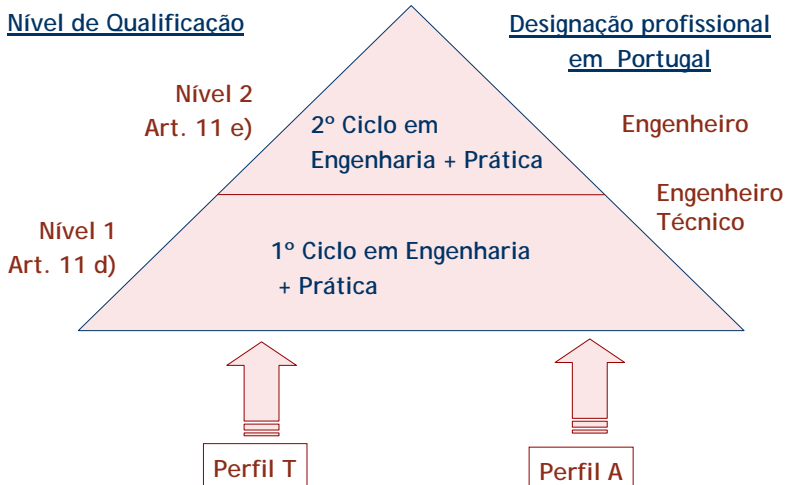 Nível de Qualificação
Designação profissional
em Portugal
Nível 2
Art. 11 e)
2º Ciclo em
Engenharia + Prática
Engenheiro
Engenheiro
Técnico
Nível 1
Art. 11 d)
1º Ciclo em Engenharia
+ Prática
Perfil T
Perfil A